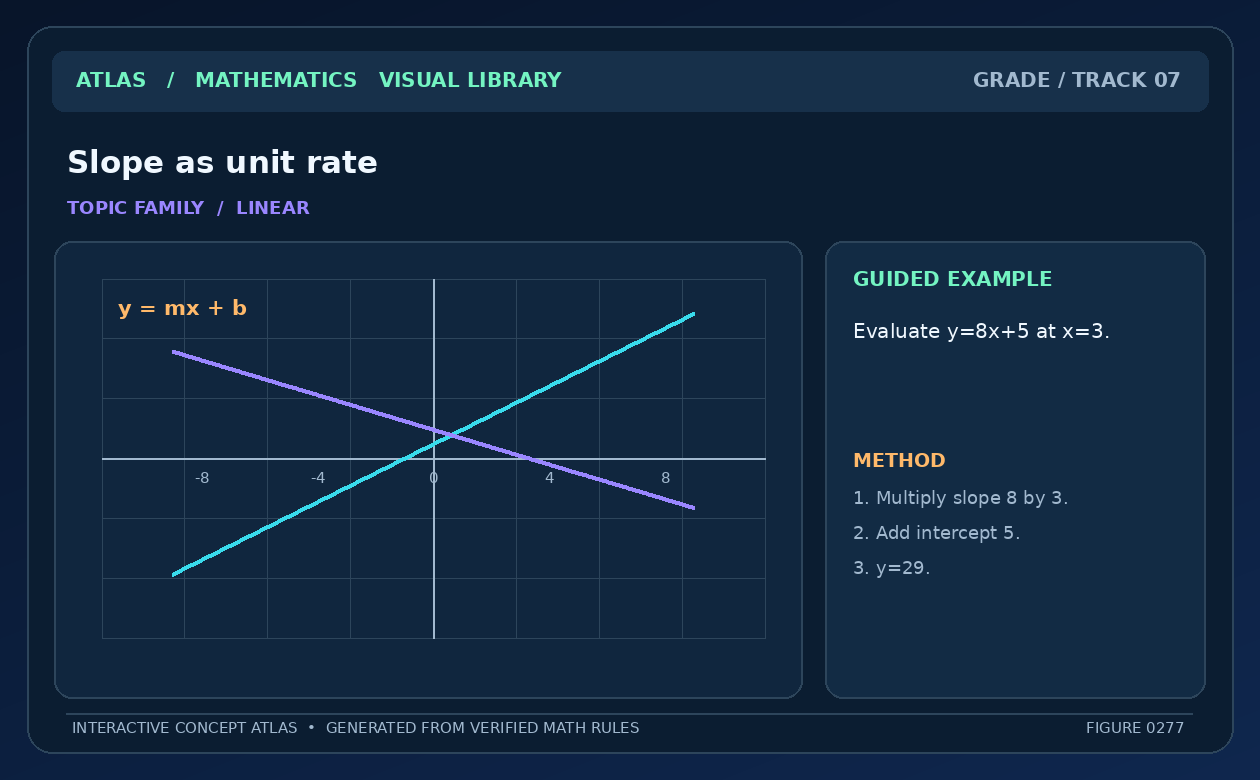 ATLAS / MATHEMATICS VISUAL LIBRARY
GRADE / TRACK 07
Slope as unit rate
TOPIC FAMILY / LINEAR
y = mx + b
-8 -4 0 4 8
GUIDED EXAMPLE
Evaluate y=8x+5 at x=3.
METHOD
1. Multiply slope 8 by 3.
2. Add intercept 5.
3. y=29.
INTERACTIVE CONCEPT ATLAS • GENERATED FROM VERIFIED MATH RULES
FIGURE 0277